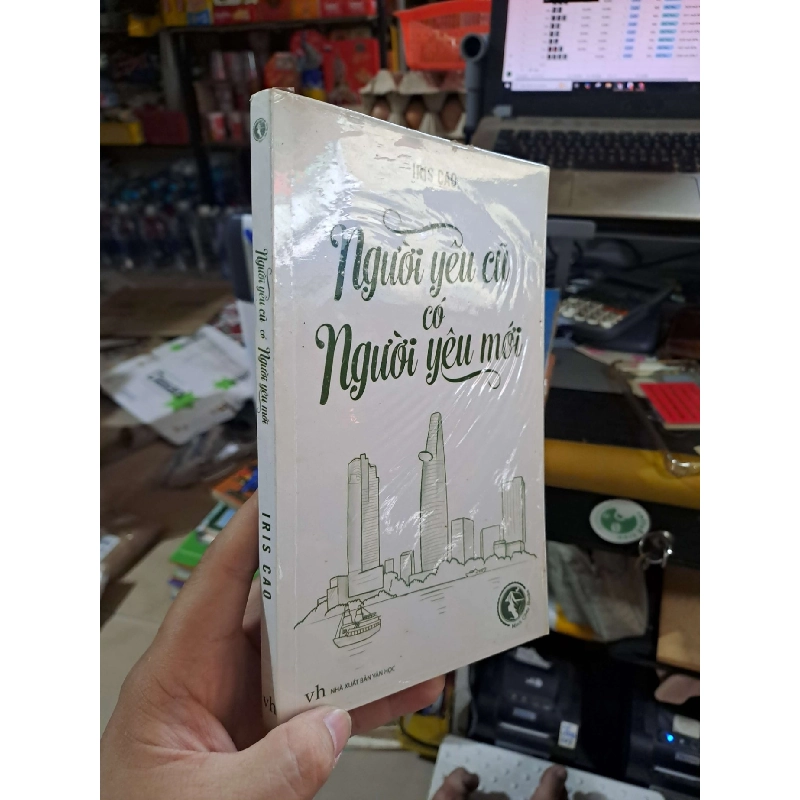 IRIS CAO
Người yêu cũ
có
Người yêu mới
vh NHÀ XUẤT BẢN VĂN HỌC
Người yêu cũ có Người yêu mới
IRIS CAO
vh